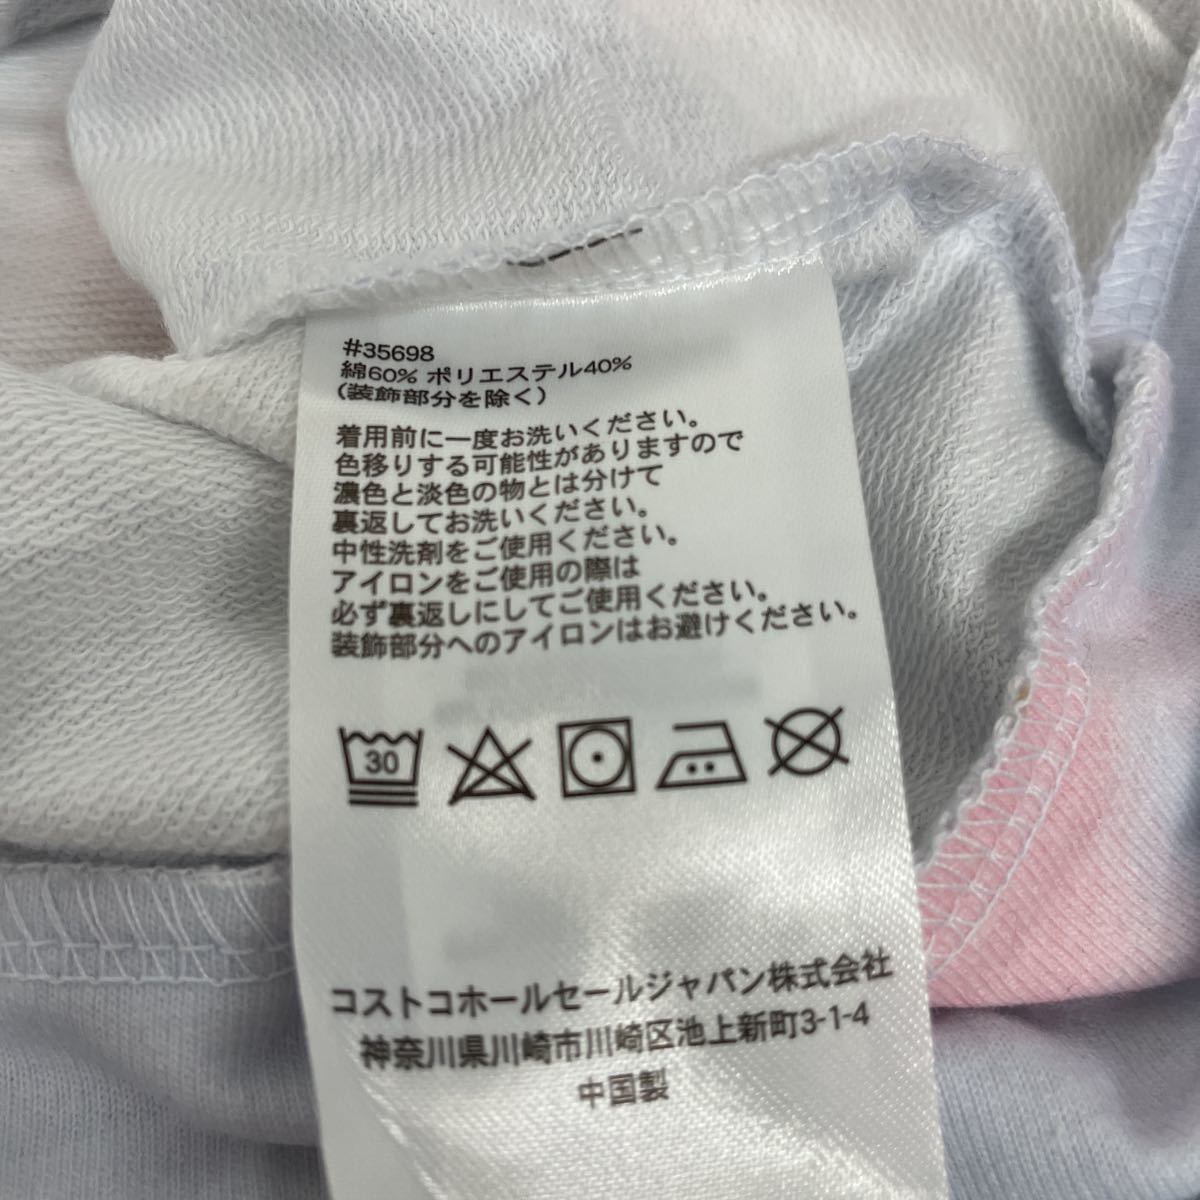 #35698
綿60% ポリエステル40%
(装飾部分を除く)
着用前に一度お洗いください。
色移りする可能性がありますので
濃色と淡色の物とは分けて
裏返してお洗いください。
中性洗剤をご使用ください。
アイロンをご使用の際は
必ず裏返しにしてご使用ください。
装飾部分へのアイロンはお避けください。
30
コストコホールセールジャパン株式会社
神奈川県川崎市川崎区池上新町3-1-4
中国製